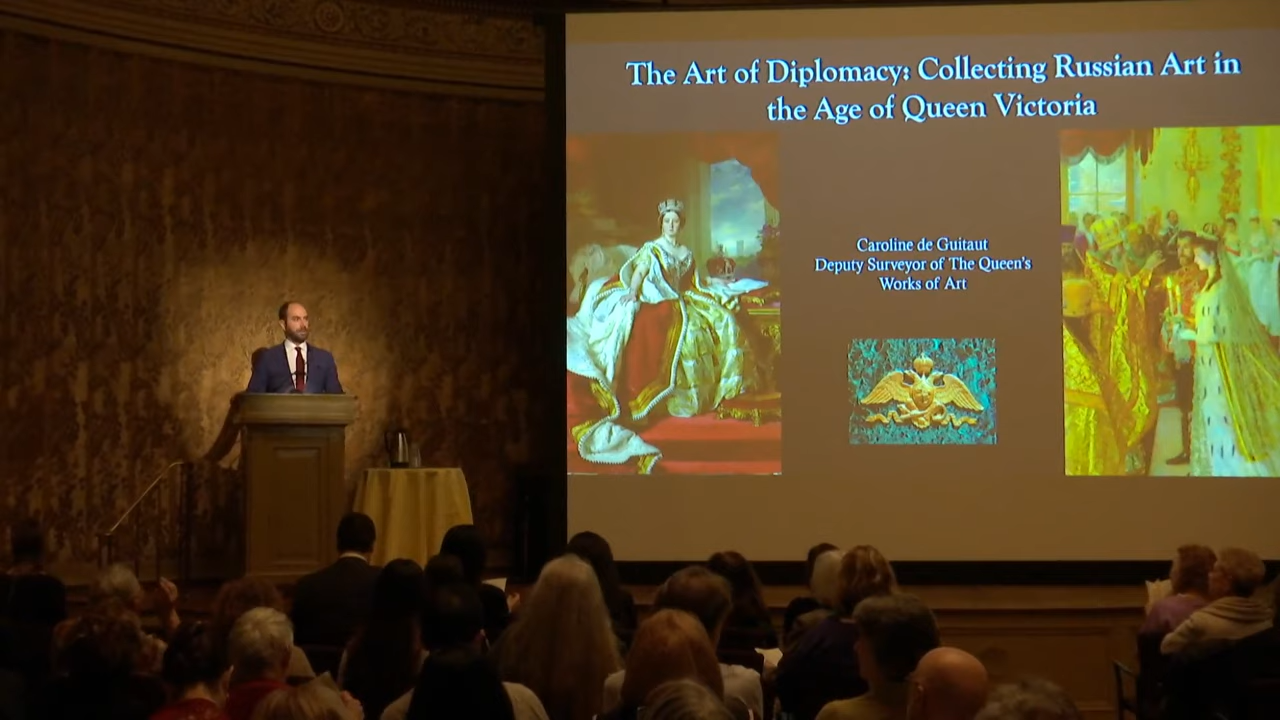 The Art of Diplomacy: Collecting Russian Art in
the Age of Queen Victoria
Caroline de Guitaut
Deputy Surveyor of The Queen's
Works of Art